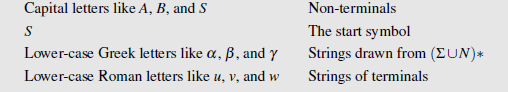 Capital letters like A, B, and S Non-terminals
S The start symbol
Lower-case Greek letters like α, β, and γ Strings drawn from (Σ∪N)∗
Lower-case Roman letters like u, v, and w Strings of terminals